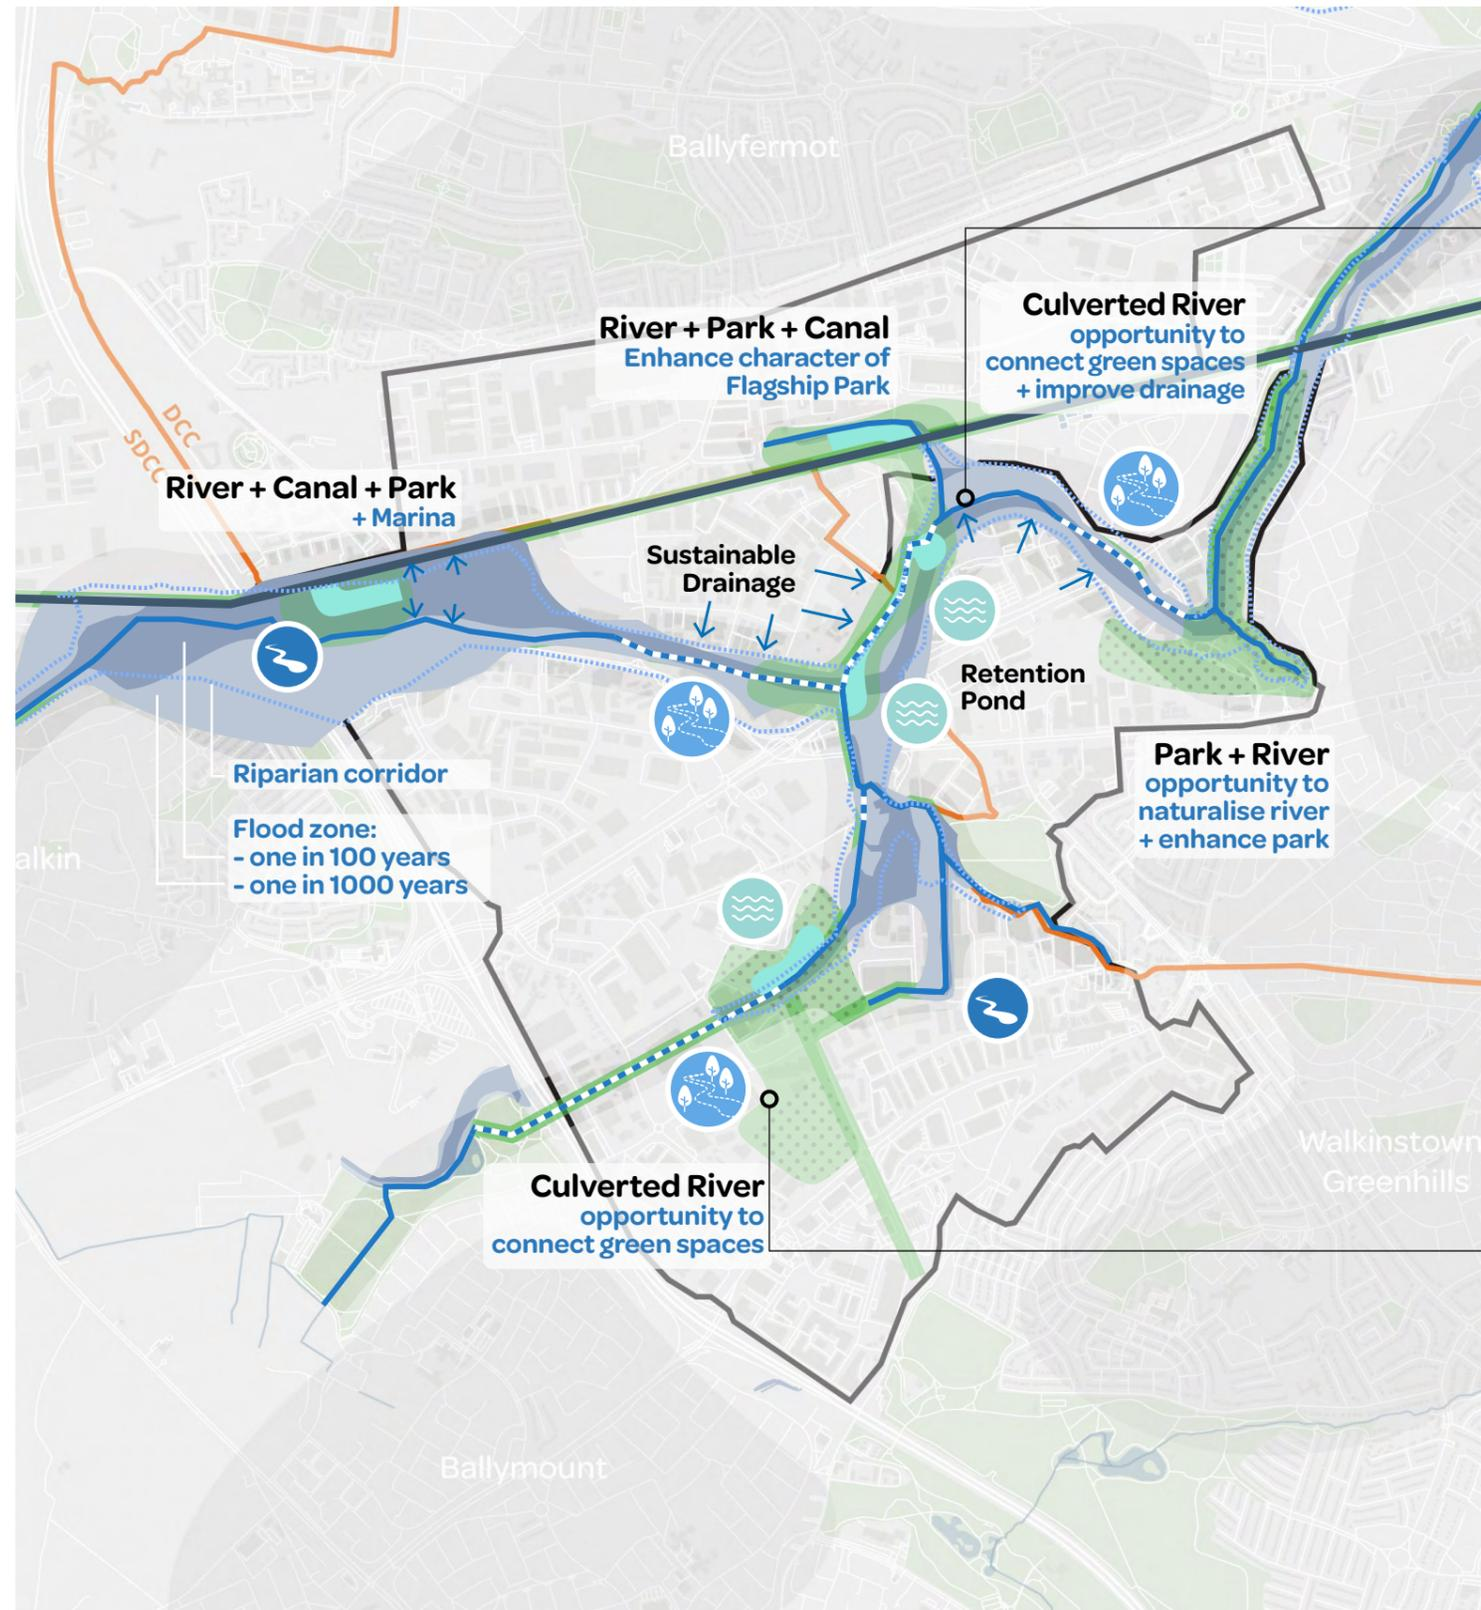 Ballyfermot
River + Park + Canal
Enhance character of
Flagship Park
Culverted River
opportunity to
connect green spaces
+ improve drainage
DCC
SDCC
River + Canal + Park
+ Marina
Sustainable
Drainage
Retention
Pond
Park + River
opportunity to
naturalise river
+ enhance park
Riparian corridor
Flood zone:
- one in 100 years
- one in 1000 years
alkin
Walkinstown
Greenhills
Culverted River
opportunity to
connect green spaces
Ballymount